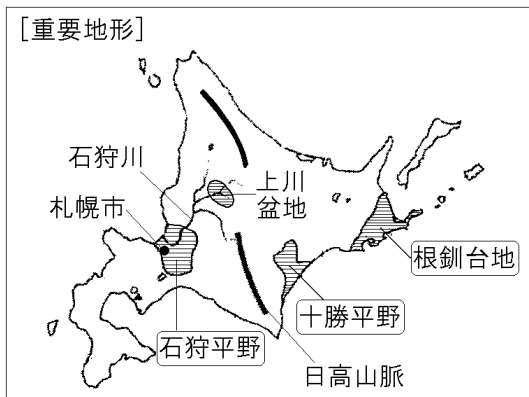 [重要地形]
石狩川
上川
盆地
札幌市
根釧台地
十勝平野
石狩平野
日高山脈